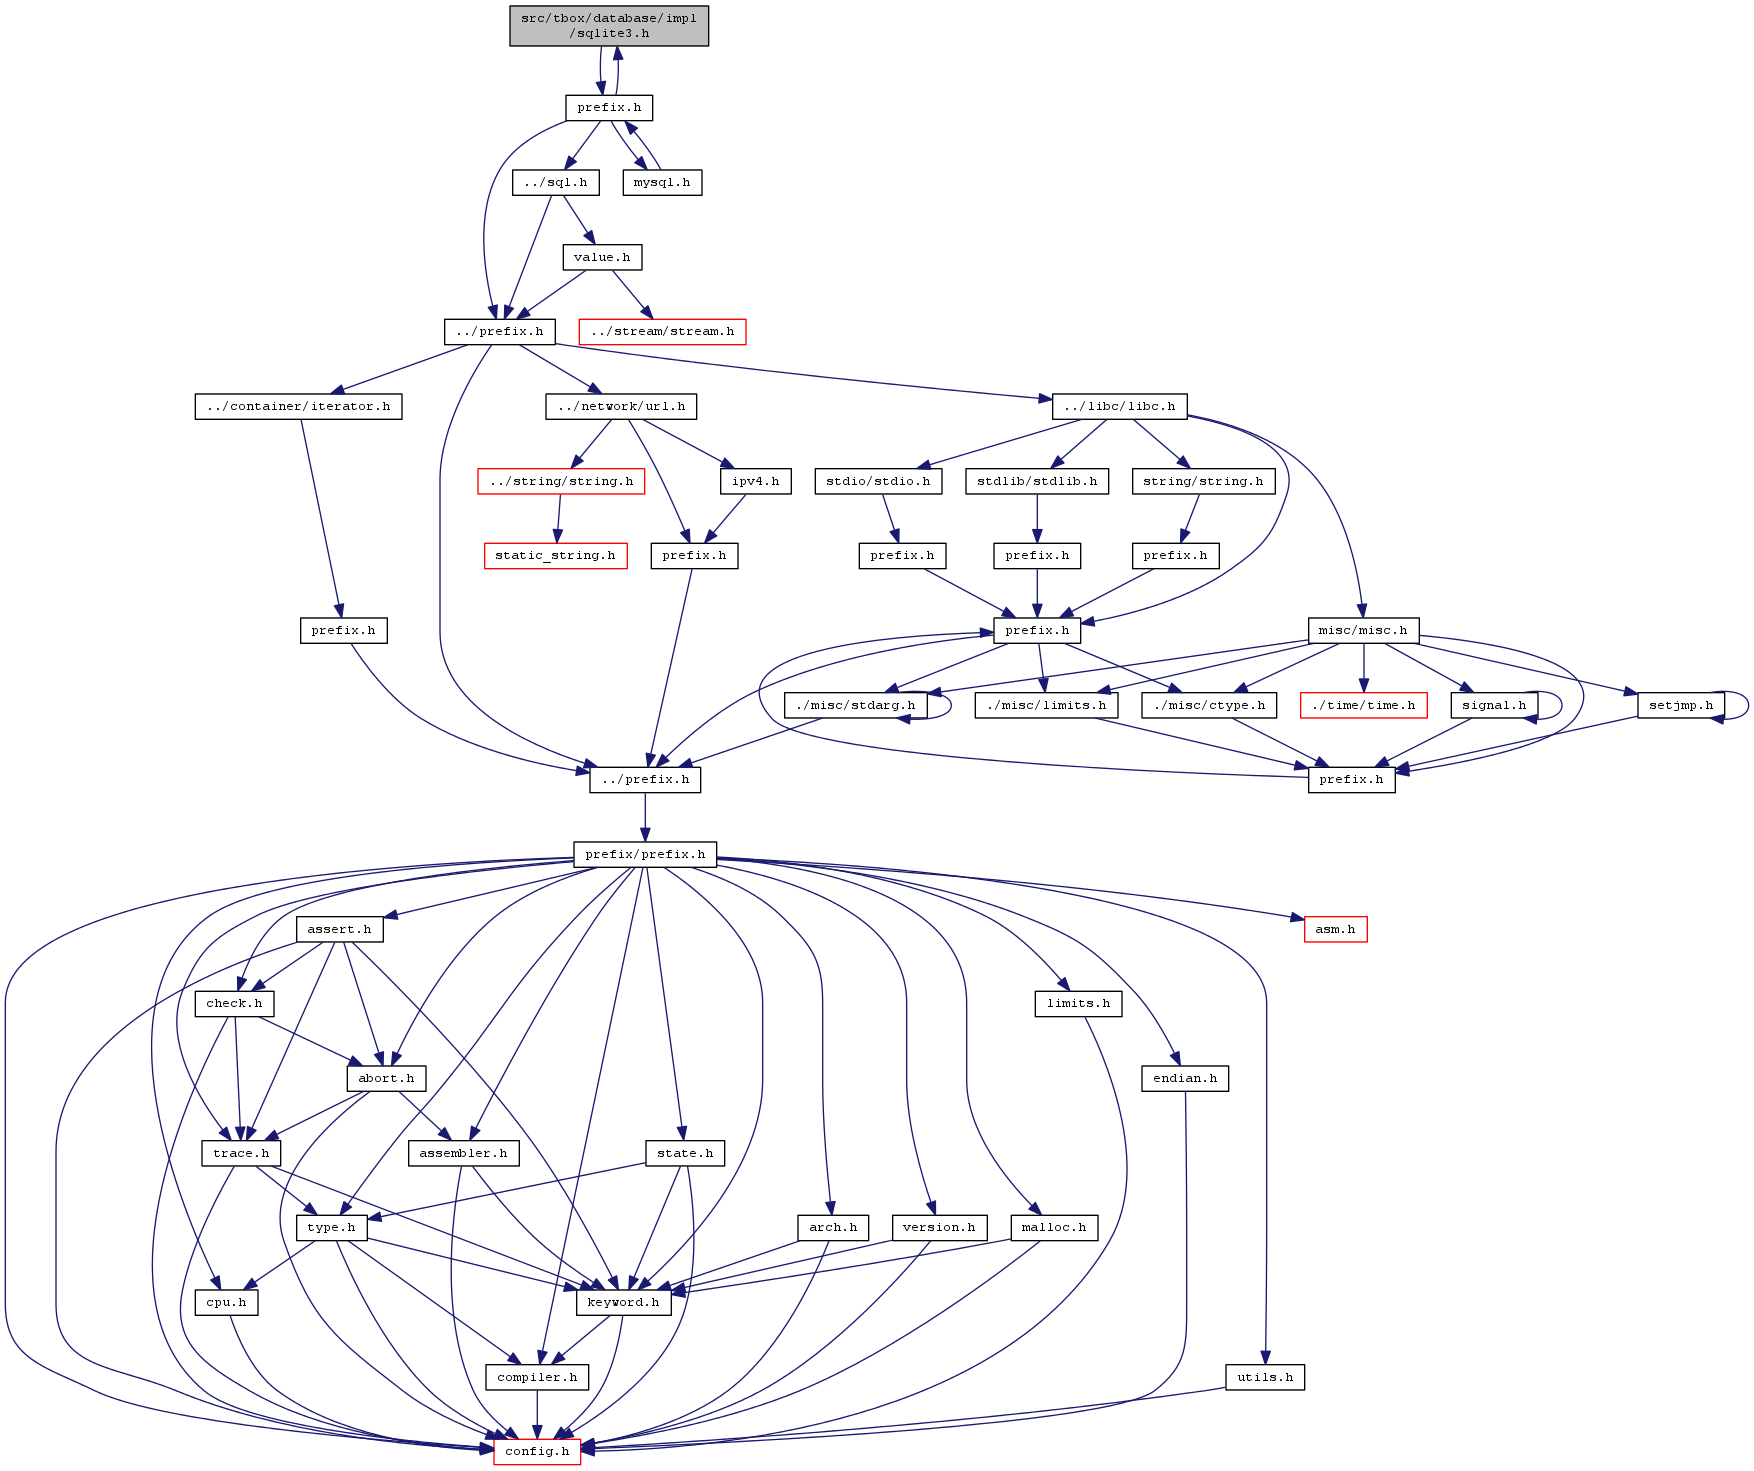 src/tbox/database/impl
/sqlite3.h
prefix.h
../sql.h
mysql.h
value.h
../prefix.h
../stream/stream.h
../container/iterator.h
../network/url.h
../libc/libc.h
../string/string.h
ipv4.h
stdio/stdio.h
stdlib/stdlib.h
string/string.h
static_string.h
prefix.h
prefix.h
prefix.h
prefix.h
prefix.h
prefix.h
misc/misc.h
./misc/stdarg.h
./misc/limits.h
./misc/ctype.h
./time/time.h
signal.h
setjmp.h
../prefix.h
prefix.h
prefix/prefix.h
assert.h
asm.h
check.h
limits.h
abort.h
endian.h
trace.h
assembler.h
state.h
type.h
arch.h
version.h
malloc.h
cpu.h
keyword.h
compiler.h
utils.h
config.h